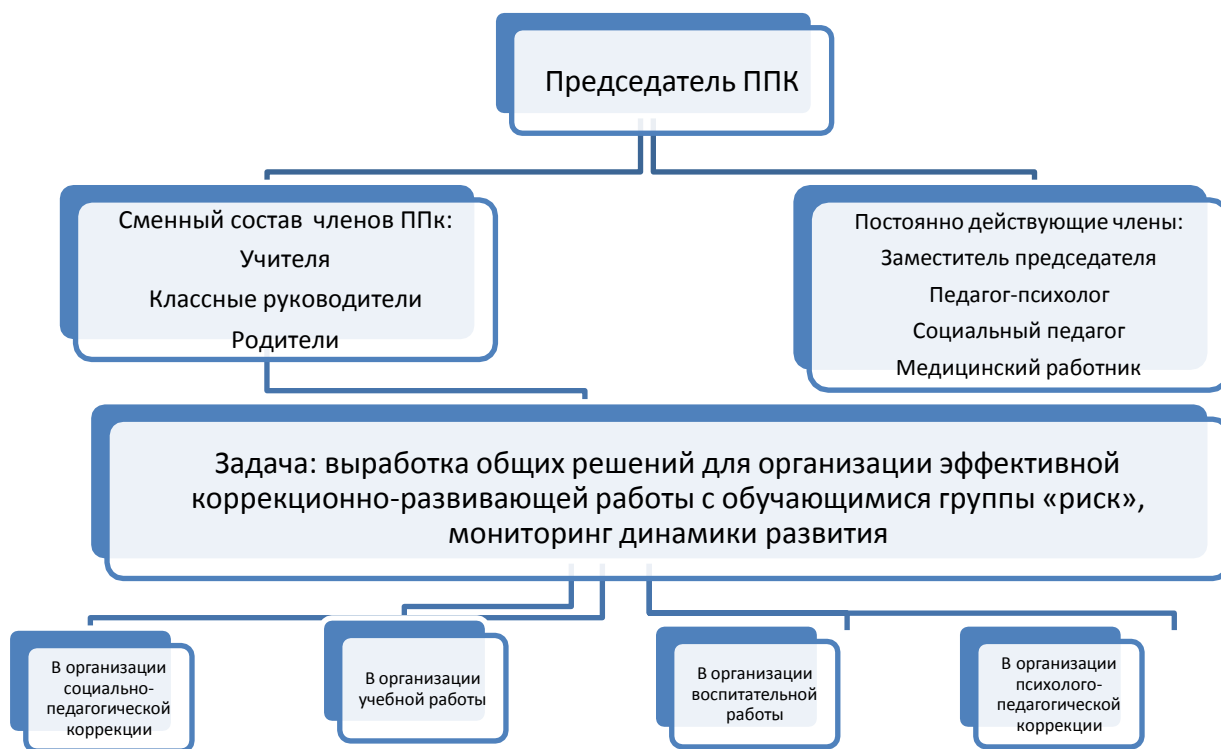 Председатель ППК
Сменный состав членов ППк:
Учителя
Классные руководители
Родители
Постоянно действующие члены:
Заместитель председателя
Педагог-психолог
Социальный педагог
Медицинский работник
Задача: выработка общих решений для организации эффективной
коррекционно-развивающей работы с обучающимися группы «риск»,
мониторинг динамики развития
В организации
социально-
педагогической
коррекции
В организации
учебной работы
В организации
воспитательной
работы
В организации
психолого-
педагогической
коррекции